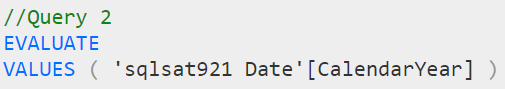 //Query 2
EVALUATE
VALUES ( 'sqlsat921 Date'[CalendarYear] )